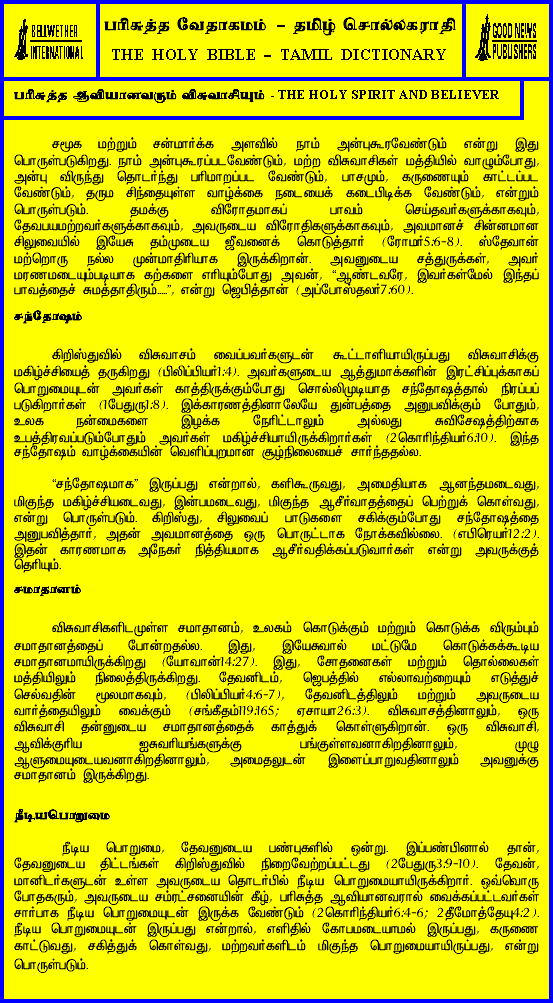 BELLWETHER
INTERNATIONAL
பரிசுத்த வேதாகமம் – தமிழ் சொல்லகராதி
THE HOLY BIBLE – TAMIL DICTIONARY
GOOD NEWS
PUBLISHERS
பரிசுத்த ஆவியானவரும் விசுவாசியும் - THE HOLY SPIRIT AND BELIEVER
சமூக மற்றும் சன்மார்க்க அளவில் நாம் அன்புகூரவேண்டும் என்று இது
பொருள்படுகிறது. நாம் அன்புகூரப்படவேண்டும், மற்ற விசுவாசிகள் மத்தியில் வாழும்போது,
அன்பு விருந்து தொடர்ந்து பரிமாறப்பட வேண்டும், பாசமும், கருணையும் காட்டப்பட
வேண்டும், தரும சிந்தையுள்ள வாழ்க்கை நடையைக் கடைபிடிக்க வேண்டும், என்றும்
பொருள்படும். தமக்கு விரோதமாகப் பாவம் செய்தவர்களுக்காகவும்,
தேவபயமற்றவர்களுக்காகவும், அவருடைய விரோதிகளுக்காகவும், அவமானச் சின்னமான
சிலுவையில் இயேசு தம்முடைய ஜீவனைக் கொடுத்தார் (ரோமர்5:6-8). ஸ்தேவான்
மற்றொரு நல்ல முன்மாதிரியாக இருக்கிறான். அவனுடைய சத்துருக்கள், அவர்
மரணமடையும்படியாக கற்களை எரியும்போது அவன், “ஆண்டவரே, இவர்கள்மேல் இந்தப்
பாவத்தைச் சுமத்தாதிரும்.....”, என்று ஜெபித்தான் (அப்போஸ்தலர்7:60).
சந்தோஷம்
கிறிஸ்துவில் விசுவாசம் வைப்பவர்களுடன் கூட்டாளியாயிருப்பது விசுவாசிக்கு
மகிழ்ச்சியைத் தருகிறது (பிலிப்பியர்1:4). அவர்களுடைய ஆத்துமாக்களின் இரட்சிப்புக்காகப்
பொறுமையுடன் அவர்கள் காத்திருக்கும்போது சொல்லிமுடியாத சந்தோஷத்தால் நிரப்பப்
படுகிறார்கள் (1பேதுரு1:8). இக்காரணத்தினாலேயே துன்பத்தை அனுபவிக்கும் போதும்,
உலக நன்மைகளை இழக்க நேரிட்டாலும் அல்லது சுவிசேஷத்திற்காக
உபத்திரவப்படும்போதும் அவர்கள் மகிழ்ச்சியாயிருக்கிறார்கள் (2கொரிந்தியர்6:10). இந்த
சந்தோஷம் வாழ்க்கையின் வெளிப்புறமான சூழ்நிலையைச் சார்ந்ததல்ல.
“சந்தோஷமாக” இருப்பது என்றால், களிகூருவது, அமைதியாக ஆனந்தமடைவது,
மிகுந்த மகிழ்ச்சியடைவது, இன்பமடைவது, மிகுந்த ஆசீர்வாதத்தைப் பெற்றுக் கொள்வது,
என்று பொருள்படும். கிறிஸ்து, சிலுவைப் பாடுகளை சகிக்கும்போது சந்தோஷத்தை
அனுபவித்தார், அதன் அவமானத்தை ஒரு பொருட்டாக நோக்கவில்லை. (எபிரெயர்12:2).
இதன் காரணமாக அநேகர் நித்தியமாக ஆசீர்வதிக்கப்படுவார்கள் என்று அவருக்குத்
தெரியும்.
சமாதானம்
விசுவாசிகளிடமுள்ள சமாதானம், உலகம் கொடுக்கும் மற்றும் கொடுக்க விரும்பும்
சமாதானத்தைப் போன்றதல்ல. இது, இயேசுவால் மட்டுமே கொடுக்கக்கூடிய
சமாதானமாயிருக்கிறது (யோவான்14:27). இது, சோதனைகள் மற்றும் தொல்லைகள்
மத்தியிலும் நிலைத்திருக்கிறது. தேவனிடம், ஜெபத்தில் எல்லாவற்றையும் எடுத்துச்
செல்வதின் மூலமாகவும், (பிலிப்பியர்4:6-7), தேவனிடத்திலும் மற்றும் அவருடைய
வார்த்தையிலும் வைக்கும் (சங்கீதம்119:165; ஏசாயா26:3). விசுவாசத்தினாலும், ஒரு
விசுவாசி தன்னுடைய சமாதானத்தைக் காத்துக் கொள்ளுகிறான். ஒரு விசுவாசி,
ஆவிக்குரிய ஐசுவரியங்களுக்கு பங்குள்ளவனாகிறதினாலும், முழு
ஆளுமையுடையவனாகிறதினாலும், அமைதலுடன் இளைப்பாறுவதினாலும் அவனுக்கு
சமாதானம் இருக்கிறது.
நீடியபொறுமை
நீடிய பொறுமை, தேவனுடைய பண்புகளில் ஒன்று. இப்பண்பினால் தான்,
தேவனுடைய திட்டங்கள் கிறிஸ்துவில் நிறைவேற்றப்பட்டது (2பேதுரு3:9-10). தேவன்,
மானிடர்களுடன் உள்ள அவருடைய தொடர்பில் நீடிய பொறுமையாயிருக்கிறார். ஒவ்வொரு
போதகரும், அவருடைய சம்ரட்சணையின் கீழ், பரிசுத்த ஆவியானவரால் வைக்கப்பட்டவர்கள்
சார்பாக நீடிய பொறுமையுடன் இருக்க வேண்டும் (2கொரிந்தியர்6:4-6; 2தீமோத்தேயு4:2).
நீடிய பொறுமையுடன் இருப்பது என்றால், எளிதில் கோபமடையாமல் இருப்பது, கருணை
காட்டுவது, சகித்துக் கொள்வது, மற்றவர்களிடம் மிகுந்த பொறுமையாயிருப்பது, என்று
பொருள்படும்.